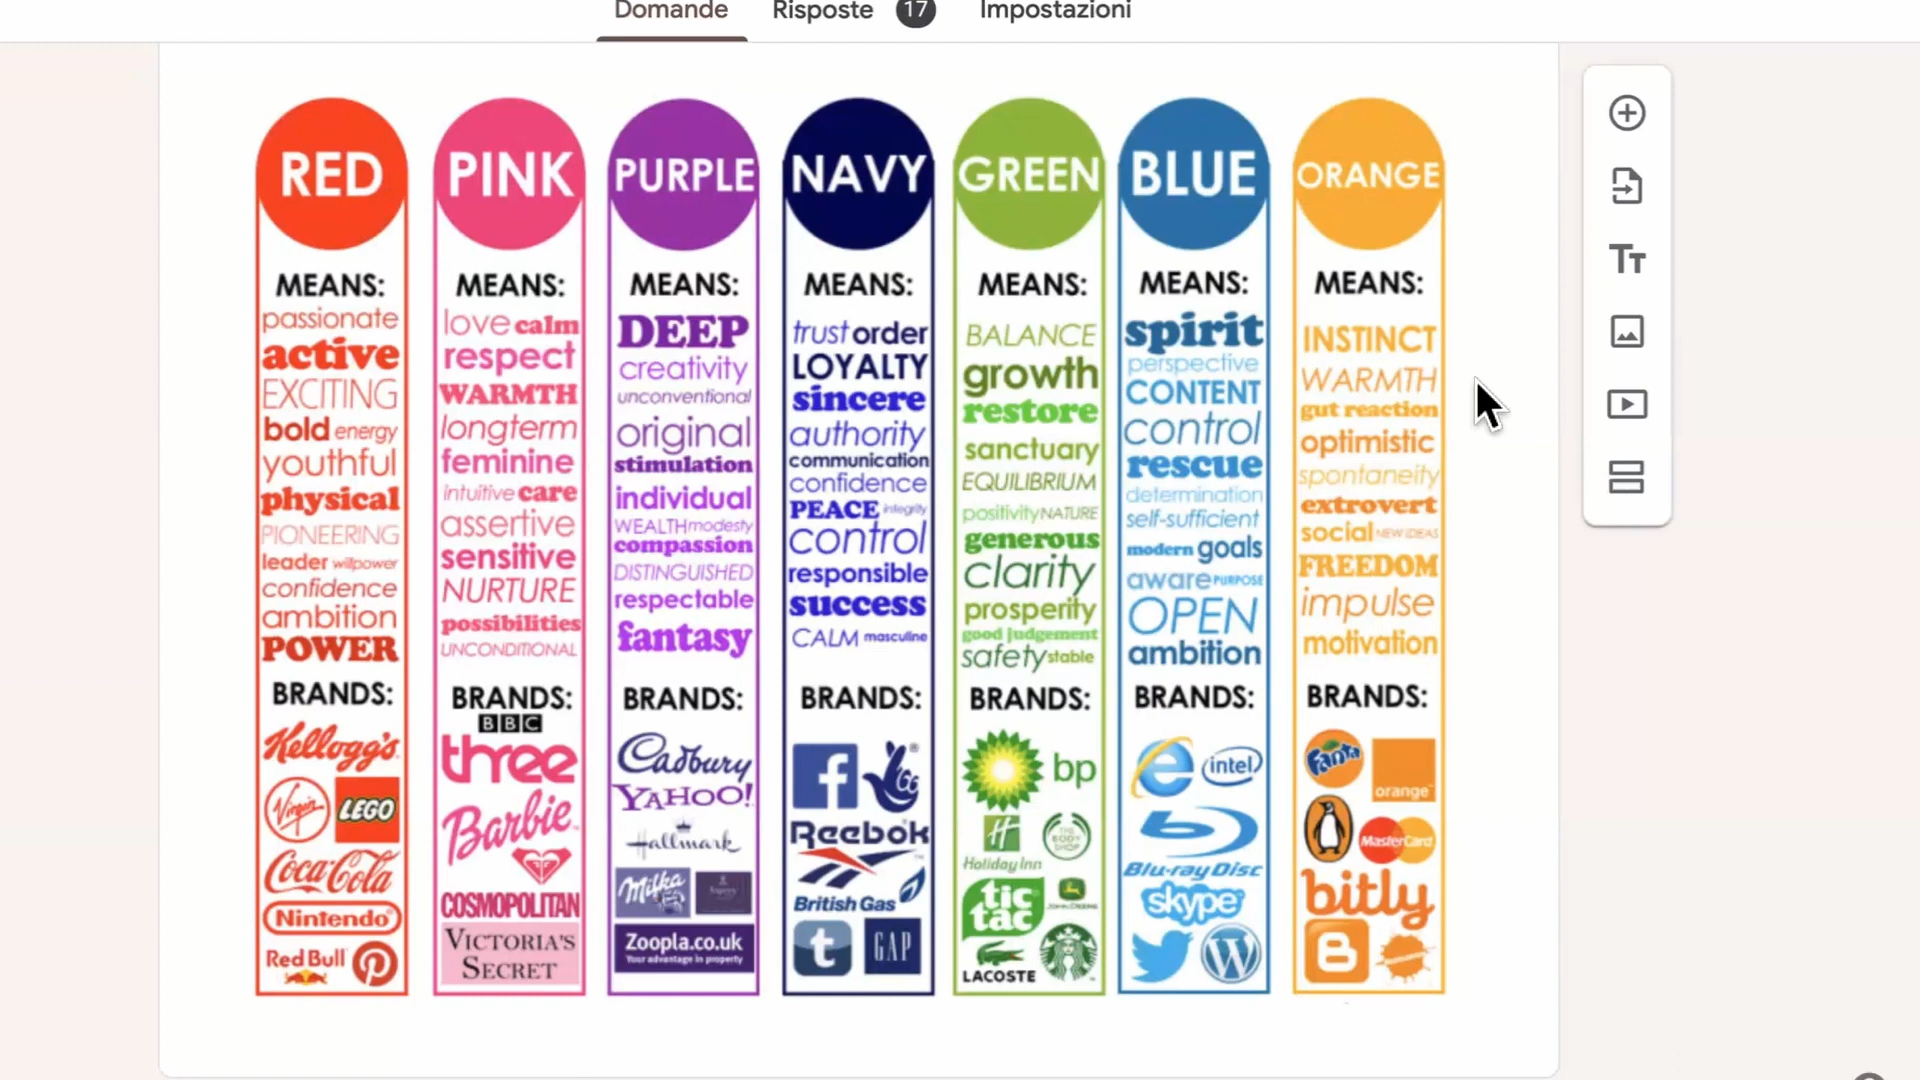 Domande Risposte 17 Impostazioni
RED
MEANS:
passionate
active
EXCITING
bold energy
youthful
physical
PIONEERING
leader willpower
confidence
ambition
POWER
BRANDS:
Kellogg's
Virgin LEGO
Coca-Cola
Nintendo
Red Bull
PINK
MEANS:
love calm
respect
WARMTH
longterm
feminine
intuitive care
assertive
sensitive
NURTURE
possibilities
UNCONDITIONAL
BRANDS:
BBC
three
Barbie
COSMOPOLITAN
VICTORIA'S
SECRET
PURPLE
MEANS:
DEEP
creativity
unconventional
original
stimulation
individual
WEALTH modesty
compassion
DISTINGUISHED
respectable
fantasy
BRANDS:
Cadbury
YAHOO!
Hallmark
Milka
Zoopla.co.uk
Your advantage in property
NAVY
MEANS:
trust order
LOYALTY
sincere
authority
communication
confidence
PEACE integrity
control
responsible
success
CALM masculine
BRANDS:
f
Reebok
British Gas
t GAP
GREEN
MEANS:
BALANCE
growth
restore
sanctuary
EQUILIBRIUM
positivity NATURE
generous
clarity
prosperity
good judgement
safety stable
BRANDS:
bp
H THE BODY SHOP
Holiday Inn
tic tac JOHN DEERE
LACOSTE
BLUE
MEANS:
spirit
perspective
CONTENT
control
rescue
determination
self-sufficient
modern goals
aware PURPOSE
OPEN
ambition
BRANDS:
e intel
Blu-ray Disc
skype
W
ORANGE
MEANS:
INSTINCT
WARMTH
gut reaction
optimistic
spontaneity
extrovert
social NEW IDEAS
FREEDOM
impulse
motivation
BRANDS:
Fanta orange
MasterCard
bitly
B